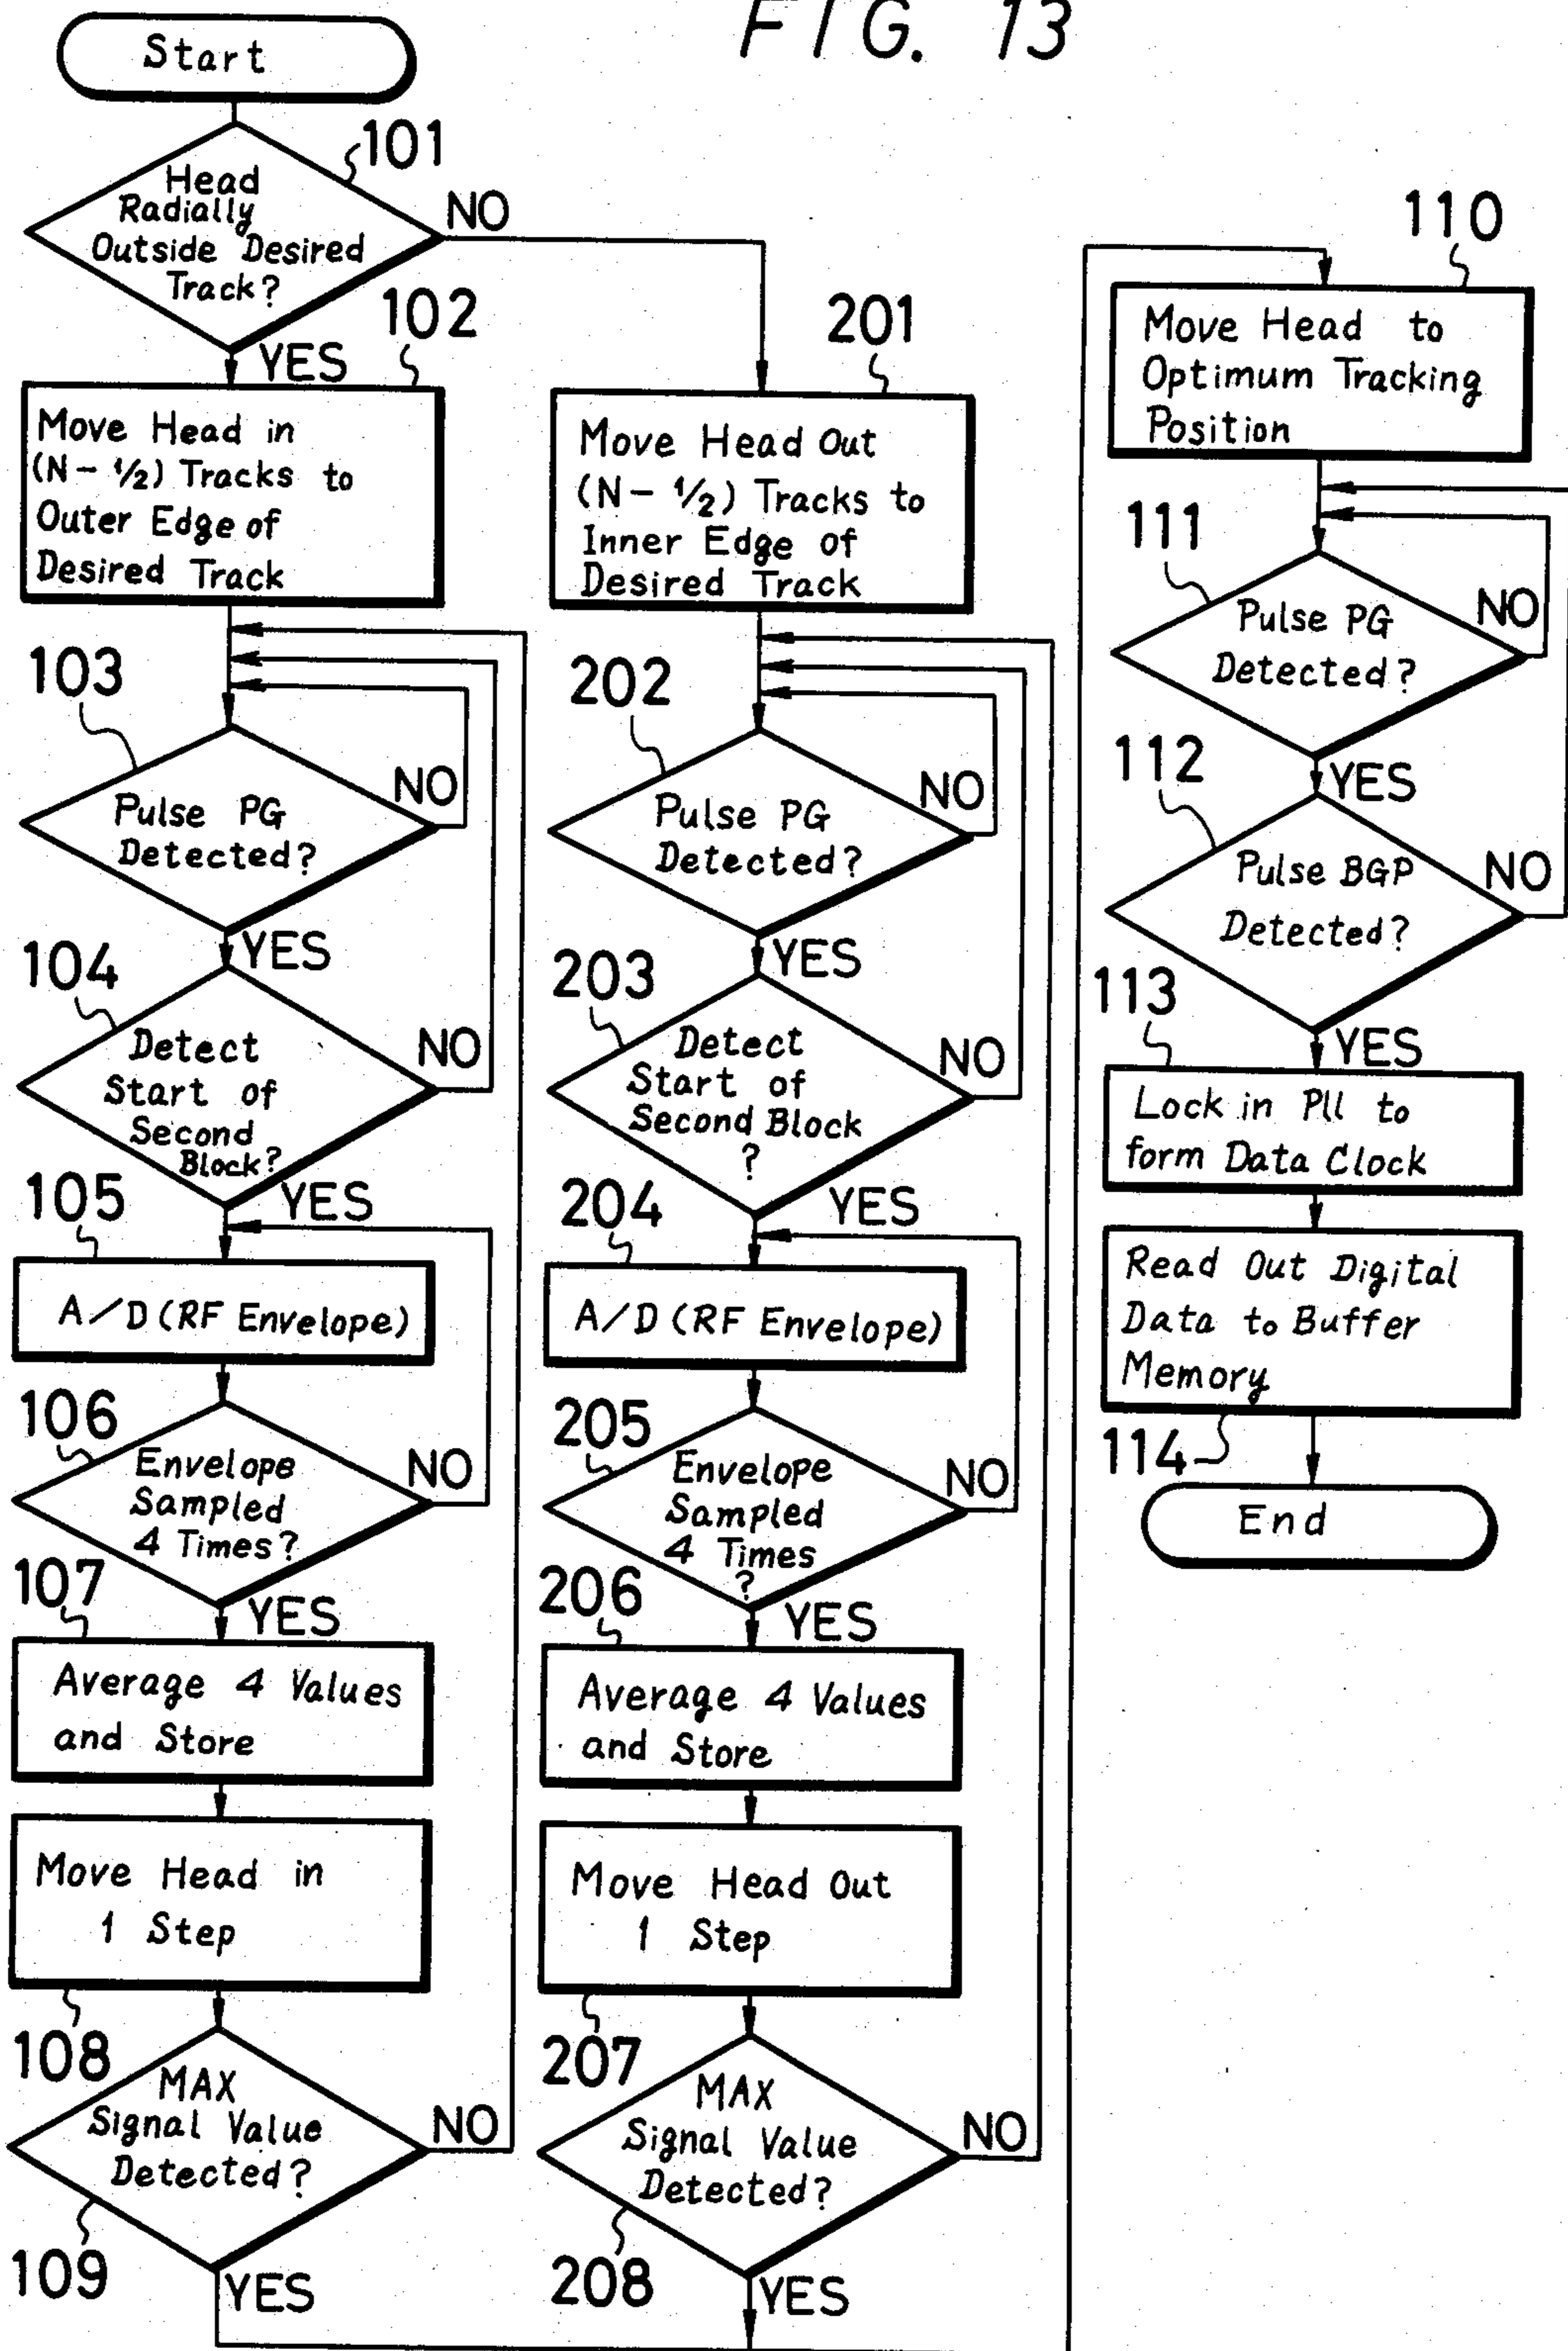 FIG. 13
Start
101
Head
Radially
Outside Desired
Track?
NO
YES
102
Move Head in
(N - 1/2) Tracks to
Outer Edge of
Desired Track
103
Pulse PG
Detected?
NO
YES
104
Detect
Start of
Second
Block?
NO
YES
105
A/D (RF Envelope)
106
Envelope
Sampled
4 Times?
NO
YES
107
Average 4 Values
and Store
Move Head in
1 Step
108
MAX
Signal Value
Detected?
NO
109
YES
201
Move Head Out
(N - 1/2) Tracks to
Inner Edge of
Desired Track
202
Pulse PG
Detected?
NO
YES
203
Detect
Start of
Second Block
?
NO
YES
204
A/D (RF Envelope)
205
Envelope
Sampled
4 Times
?
NO
YES
206
Average 4 Values
and Store
Move Head Out
1 Step
207
MAX
Signal Value
Detected?
NO
208
YES
110
Move Head to
Optimum Tracking
Position
111
Pulse PG
Detected?
NO
YES
112
Pulse BGP
Detected?
NO
YES
113
Lock in Pll to
form Data Clock
Read Out Digital
Data to Buffer
Memory
114
End